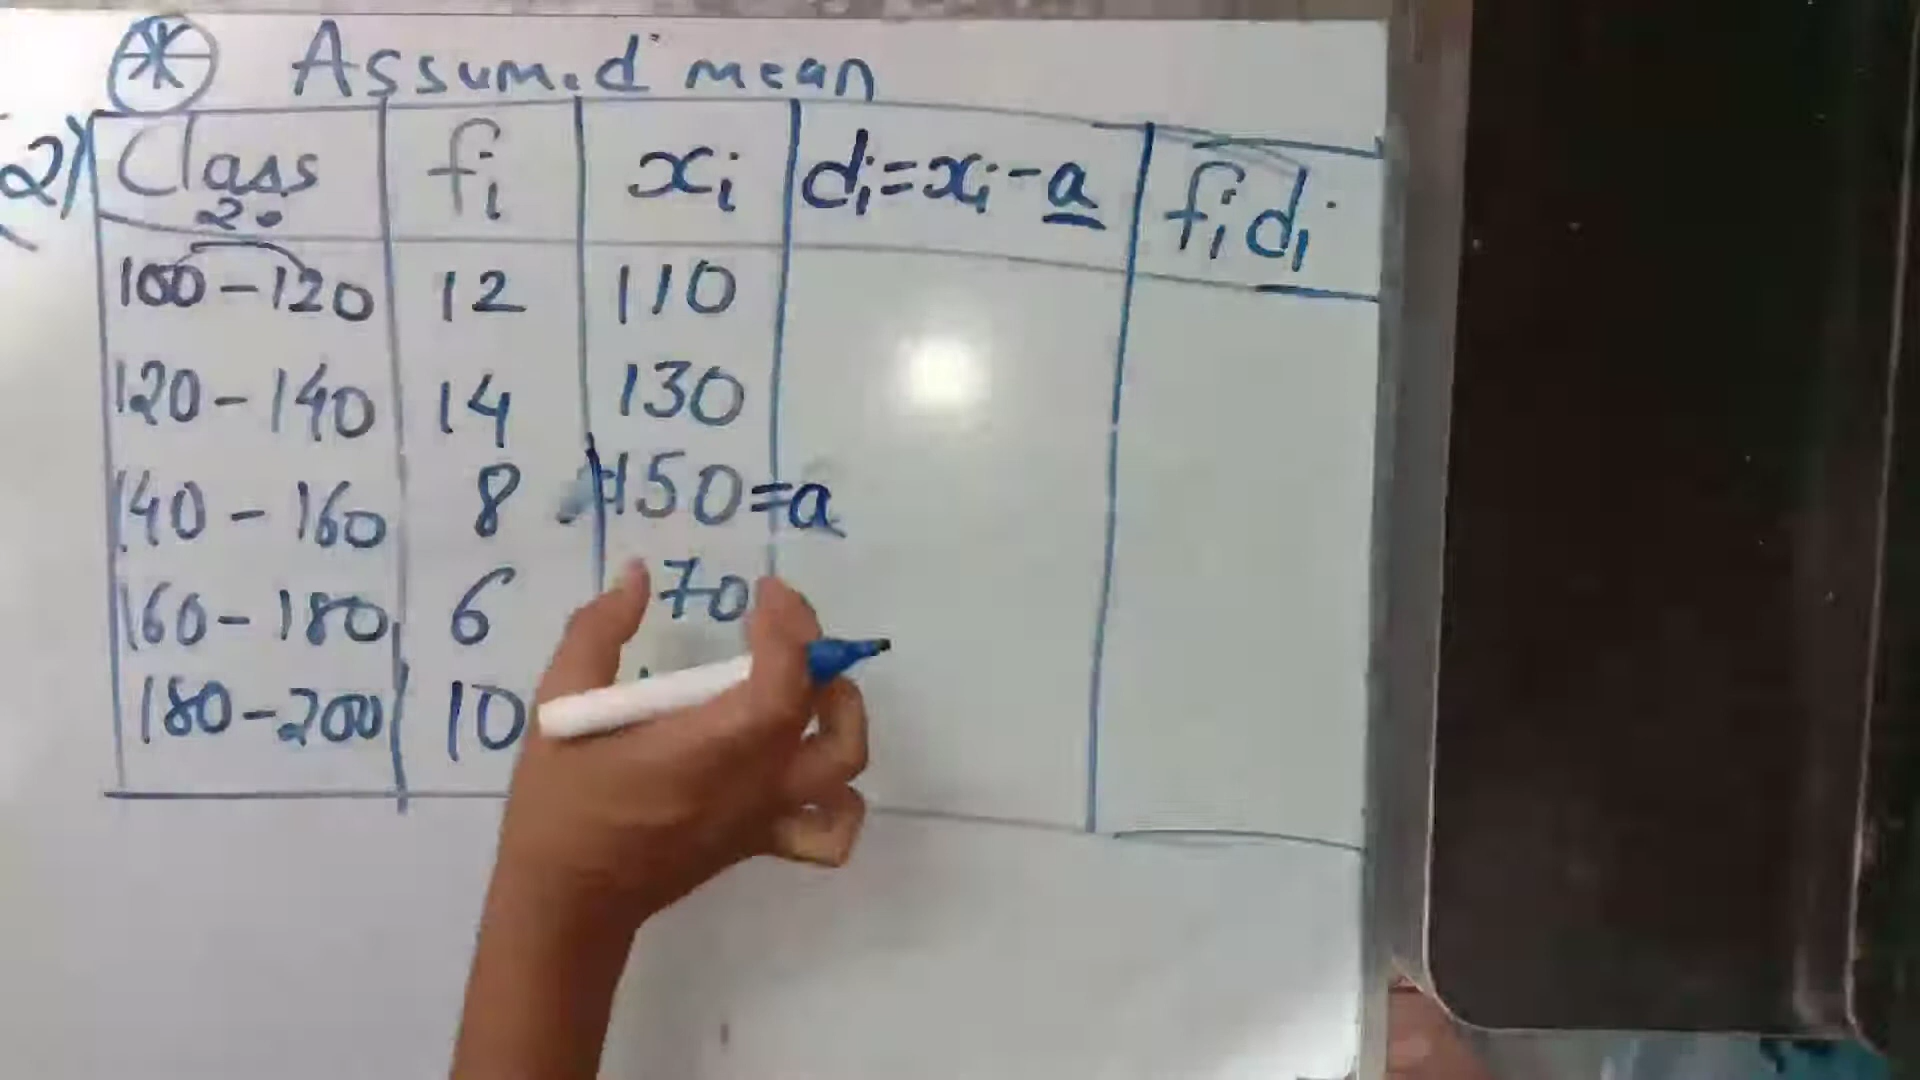 * Assumed mean
2) Class fi xi di=xi-a fidi
20
100-120 12 110
120-140 14 130
140-160 8 150=a
160-180 6 70
180-200 10